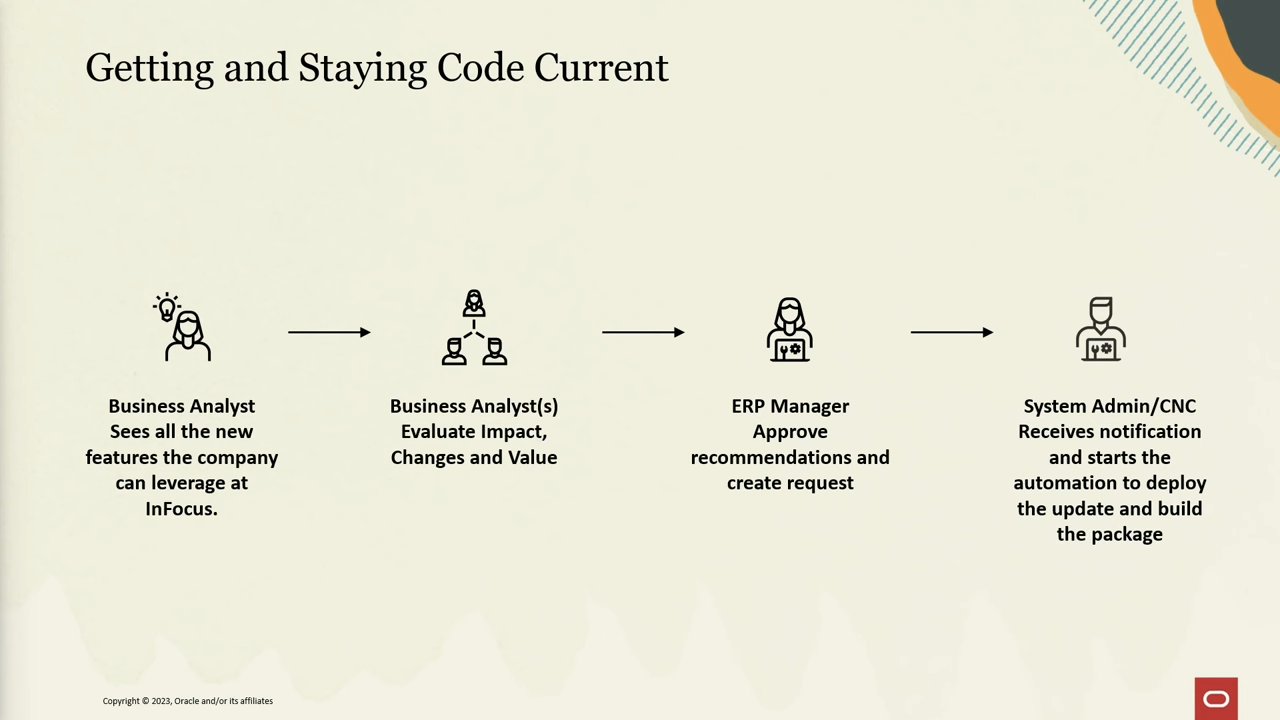 Getting and Staying Code Current
Business Analyst
Sees all the new
features the company
can leverage at
InFocus.
Business Analyst(s)
Evaluate Impact,
Changes and Value
ERP Manager
Approve
recommendations and
create request
System Admin/CNC
Receives notification
and starts the
automation to deploy
the update and build
the package
Copyright © 2023, Oracle and/or its affiliates